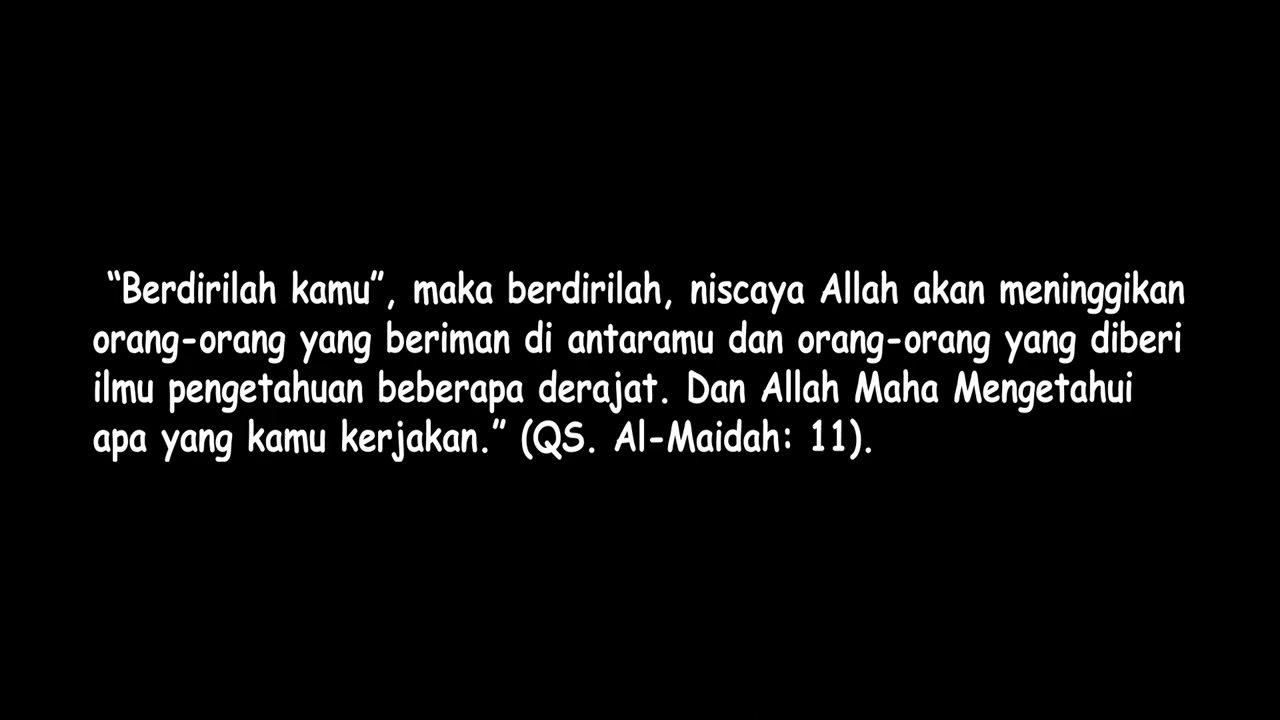 “Berdirilah kamu”, maka berdirilah, niscaya Allah akan meninggikan
orang-orang yang beriman di antaramu dan orang-orang yang diberi
ilmu pengetahuan beberapa derajat. Dan Allah Maha Mengetahui
apa yang kamu kerjakan.” (QS. Al-Maidah: 11).